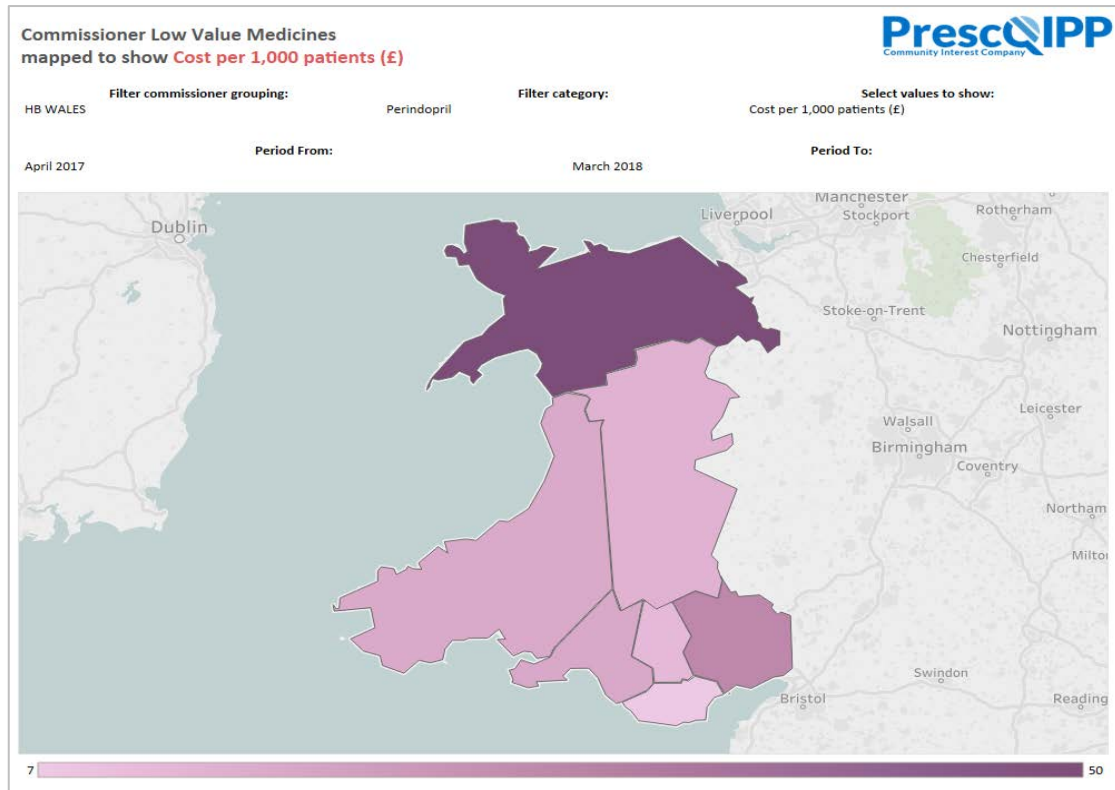 Commissioner Low Value Medicines
mapped to show Cost per 1,000 patients (£)
PrescQIPP
Community Interest Company
Filter commissioner grouping:
Filter category:
Select values to show:
HB WALES
Perindopril
Cost per 1,000 patients (£)
Period From:
Period To:
April 2017
March 2018
Manchester
Liverpool
Stockport
Rotherham
Dublin
Chesterfield
Stoke-on-Trent
Nottingham
Leicester
Walsall
Birmingham
Coventry
Northam
Milto
Swindon
Bristol
Reading
7
50